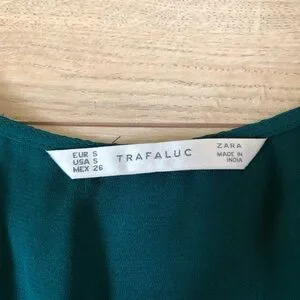 EUR S
USA S
MEX 26
TRAFALUC
ZARA
MADE IN
INDIA